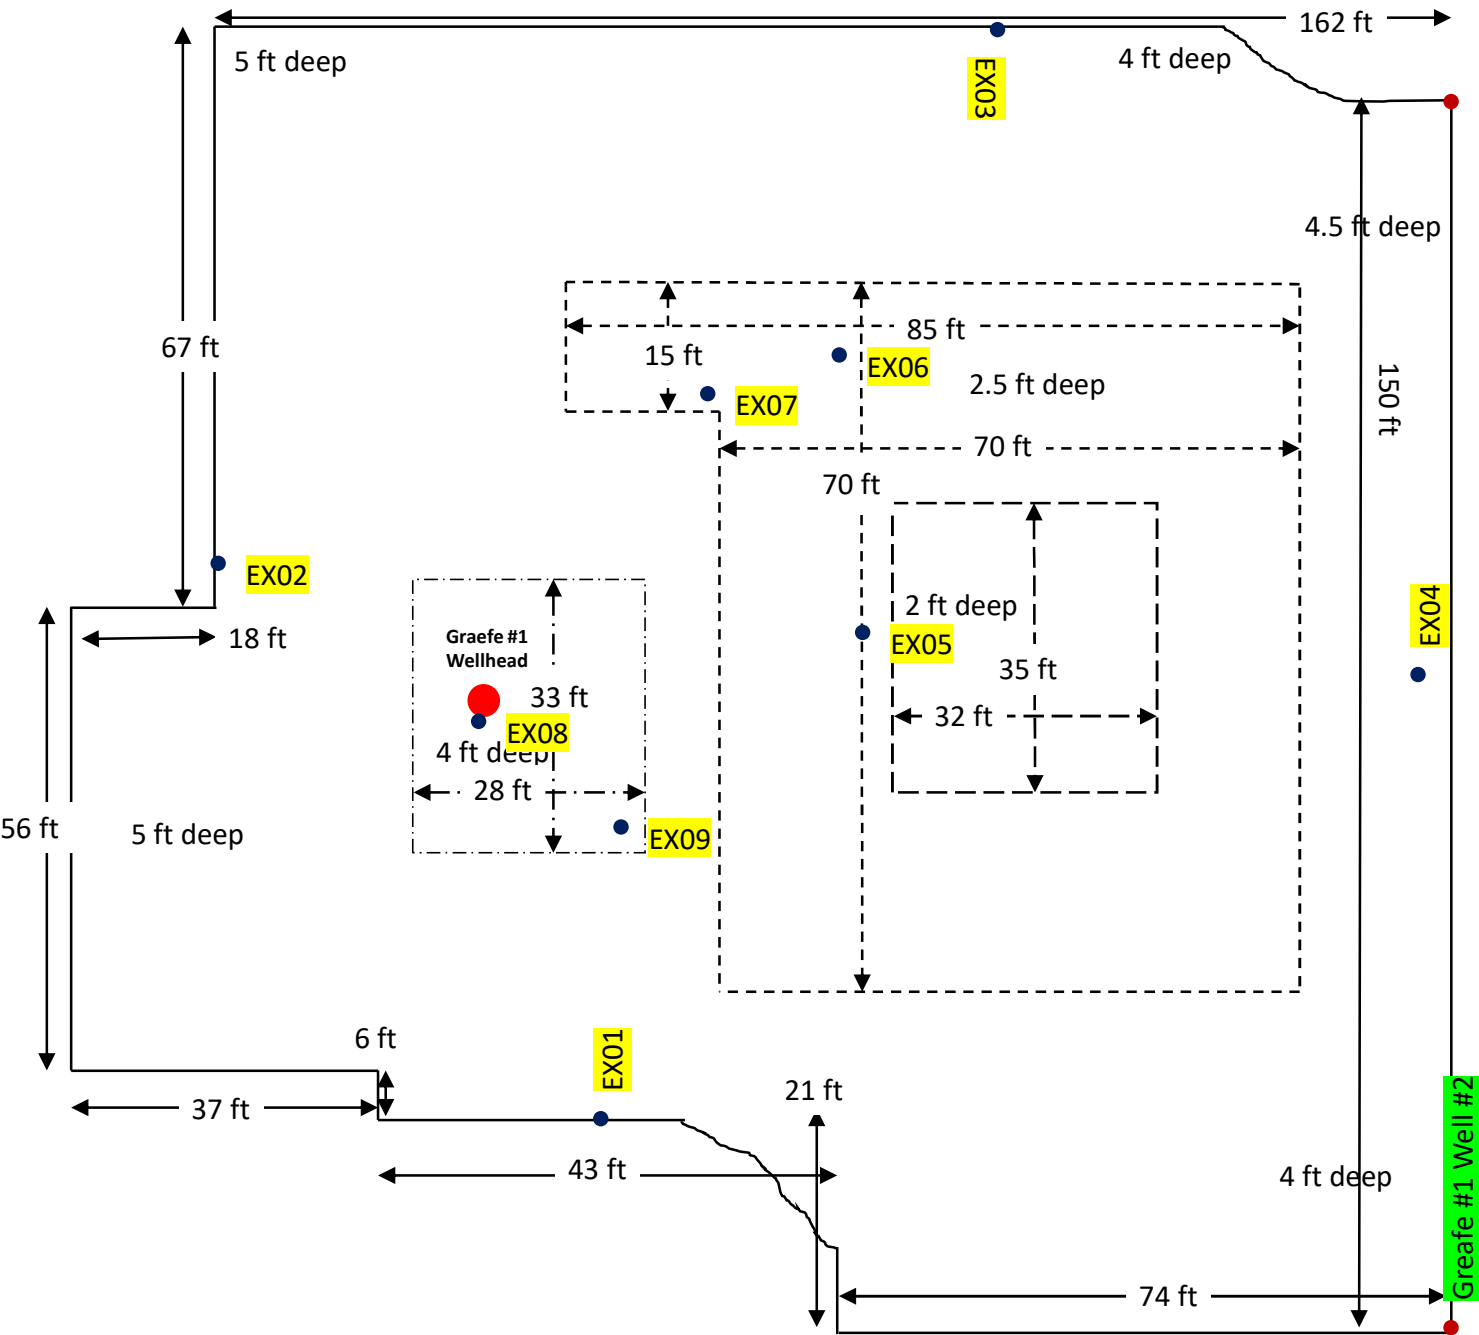 162 ft
5 ft deep
EX03
4 ft deep
4.5 ft deep
67 ft
85 ft
15 ft
EX06
2.5 ft deep
EX07
150 ft
70 ft
70 ft
EX02
2 ft deep
EX04
18 ft
Graefe #1
Wellhead
EX05
35 ft
33 ft
32 ft
EX08
4 ft deep
28 ft
56 ft
5 ft deep
EX09
6 ft
EX01
37 ft
21 ft
43 ft
4 ft deep
Greafe #1 Well #2
74 ft